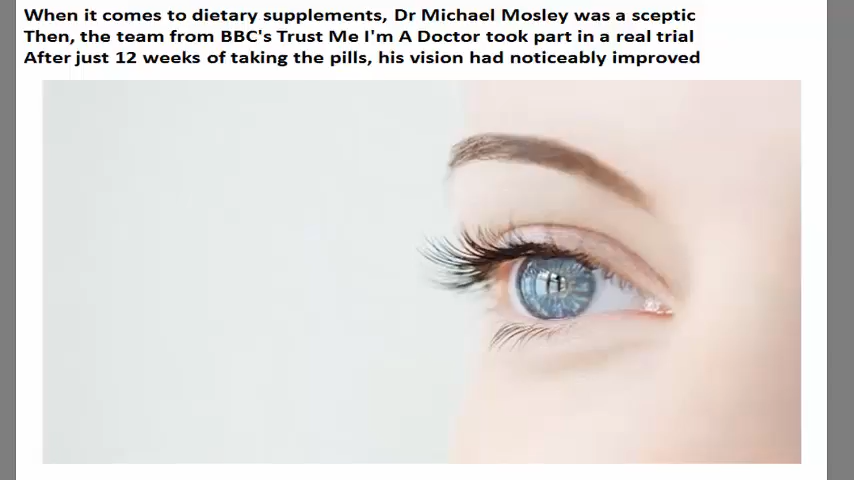 When it comes to dietary supplements, Dr Michael Mosley was a sceptic
Then, the team from BBC's Trust Me I'm A Doctor took part in a real trial
After just 12 weeks of taking the pills, his vision had noticeably improved